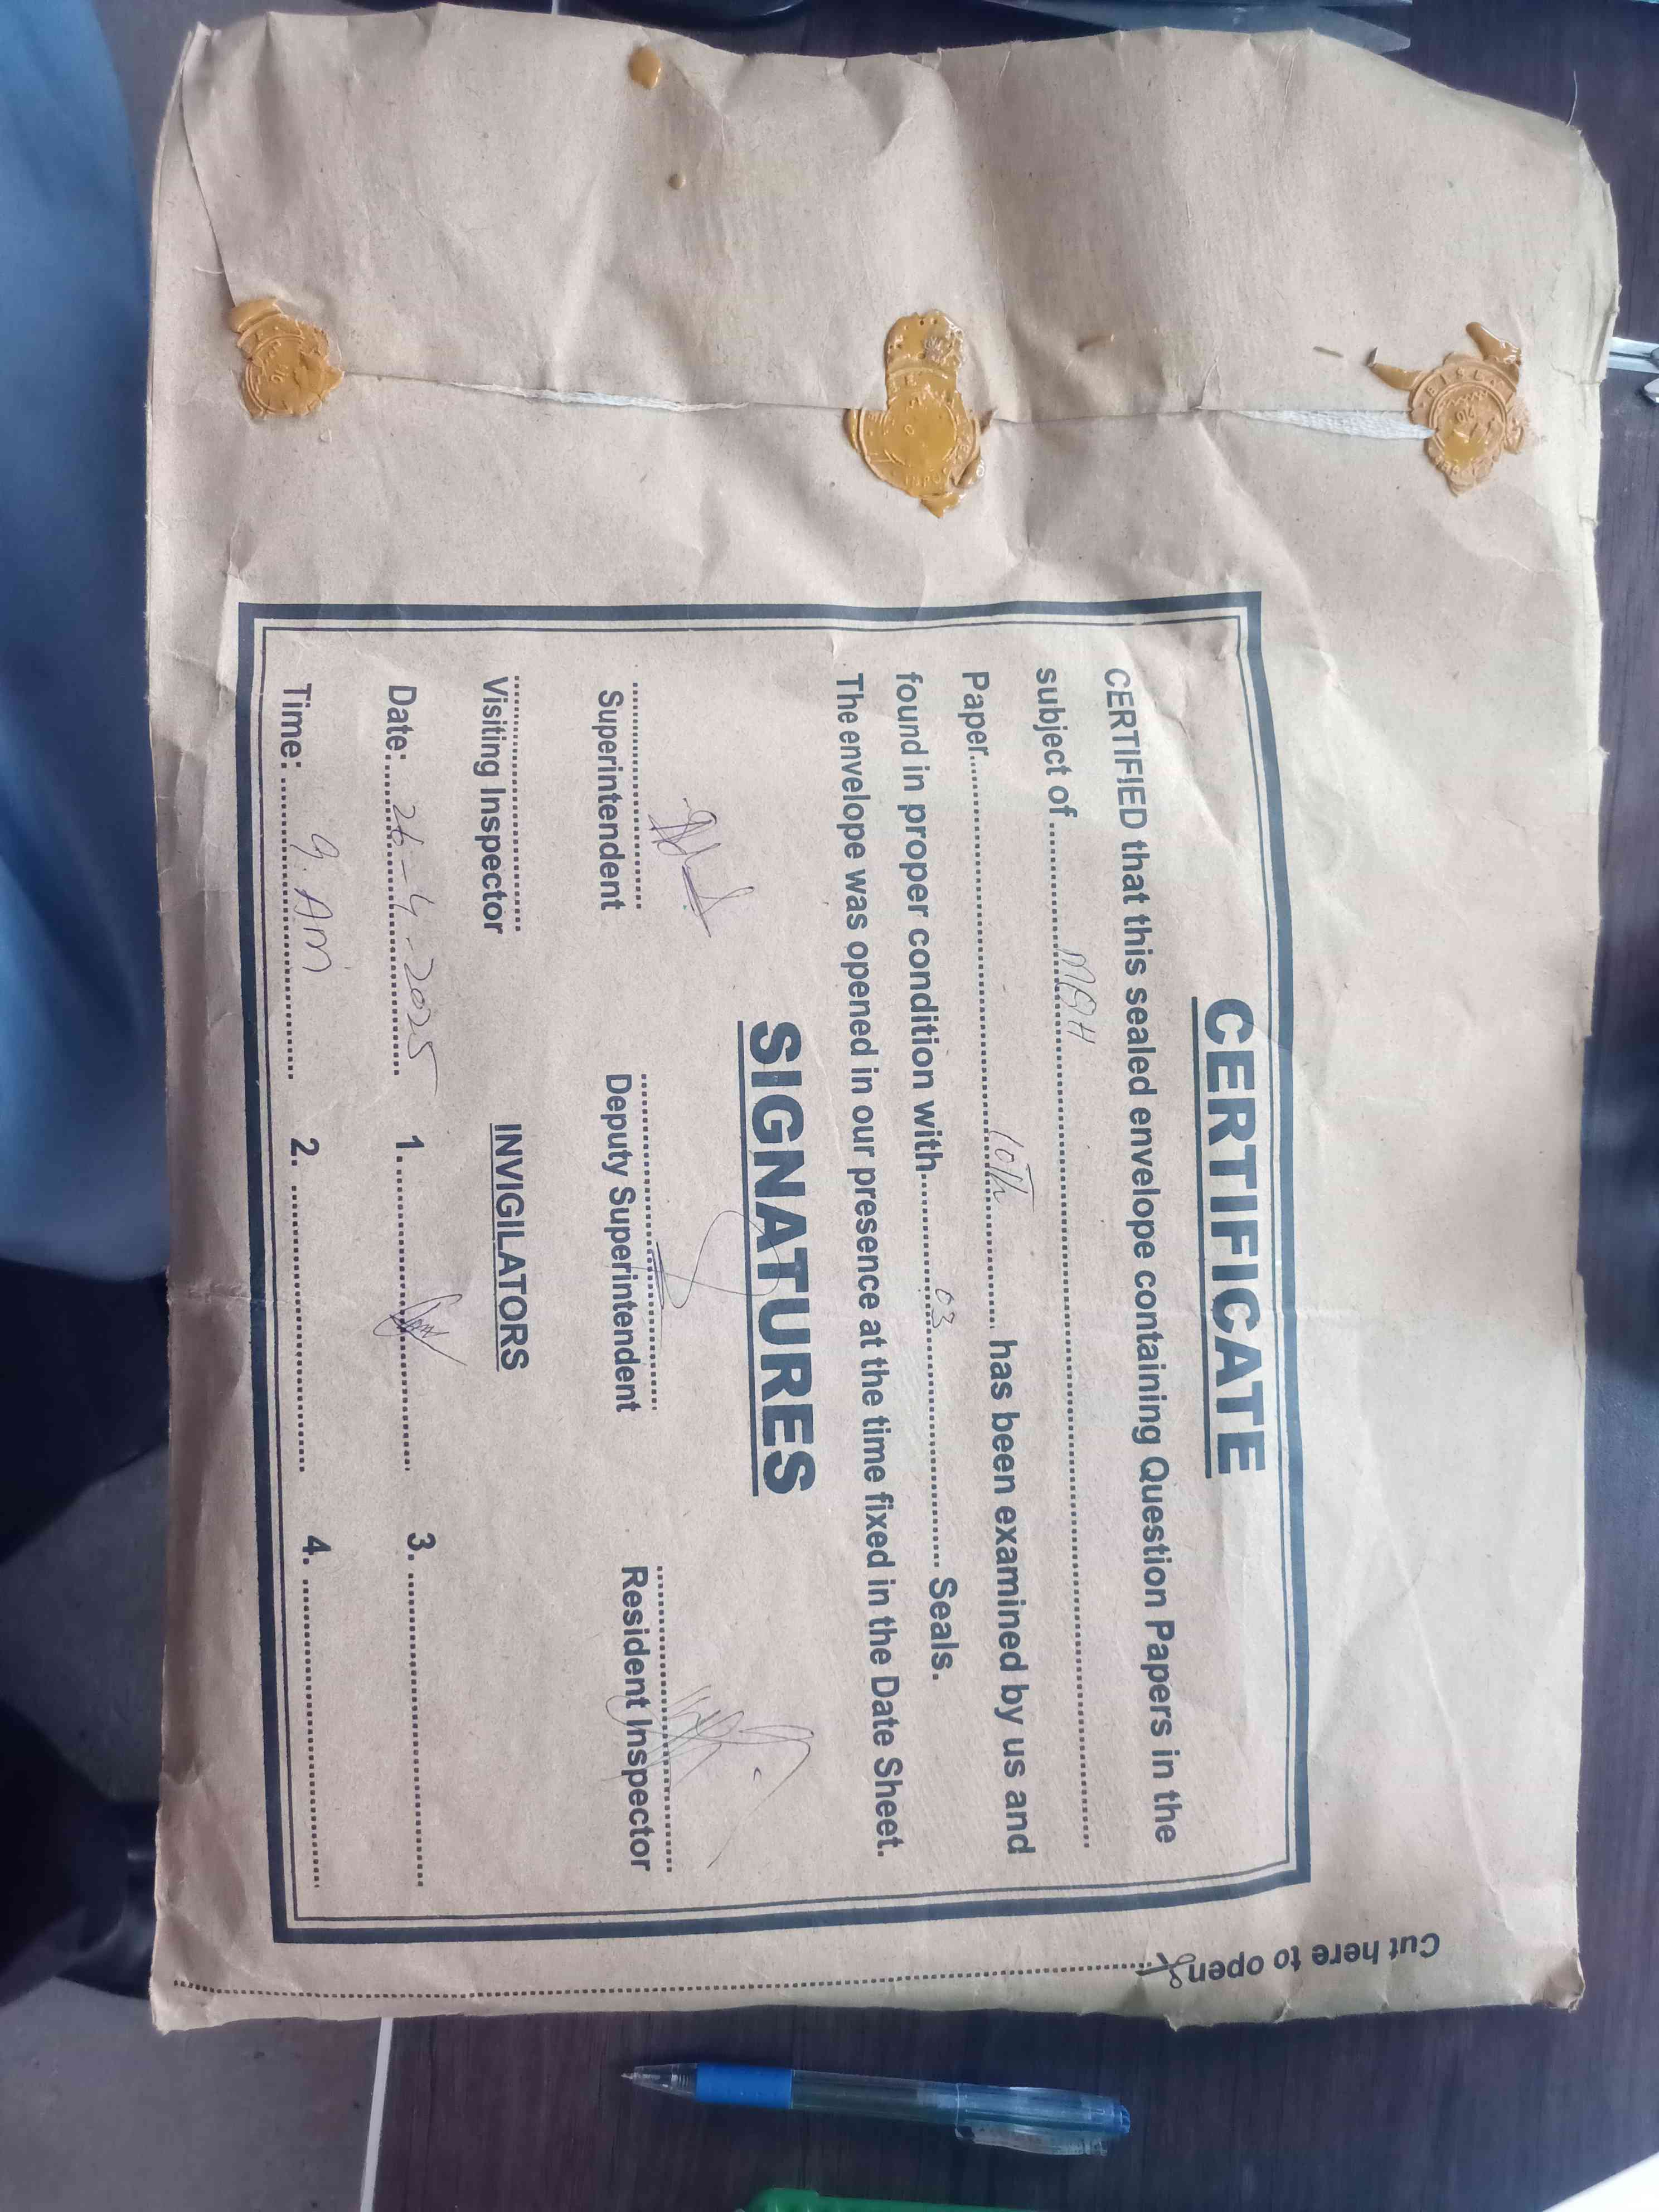 CERTIFICATE
CERTIFIED that this sealed envelope containing Question Papers in the
subject of........MQH........
Paper........10Th........ has been examined by us and
found in proper condition with........03........ Seals.
The envelope was opened in our presence at the time fixed in the Date Sheet.
SIGNATURES
Superintendent Deputy Superintendent Resident Inspector
Visiting Inspector INVIGILATORS
Date: 26-4-2025 1. 3.
Time: 9. AM 2. 4.
Cut here to open